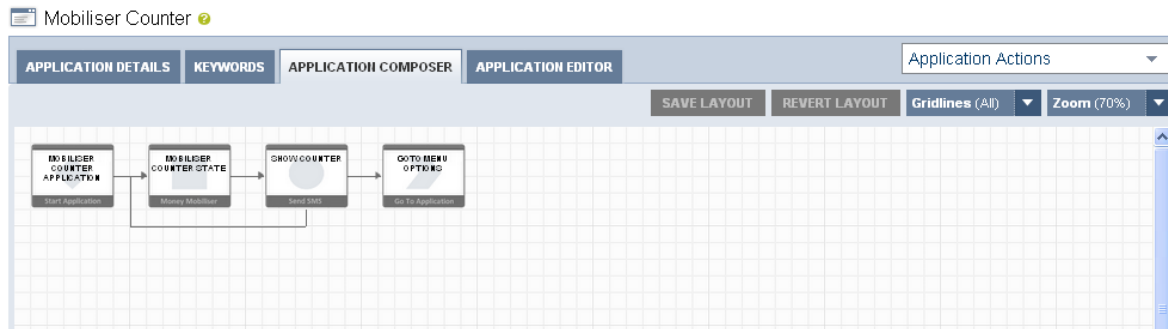 Mobiliser Counter
APPLICATION DETAILS KEYWORDS APPLICATION COMPOSER APPLICATION EDITOR Application Actions
SAVE LAYOUT REVERT LAYOUT Gridlines (All) Zoom (70%)
MOBILISER
COUNTER
APPLICATION
Start Application
MOBILISER
COUNTER STATE
Money Mobiliser
SHOW COUNTER
Send SMS
GOTO MENU
OPTIONS
Go To Application